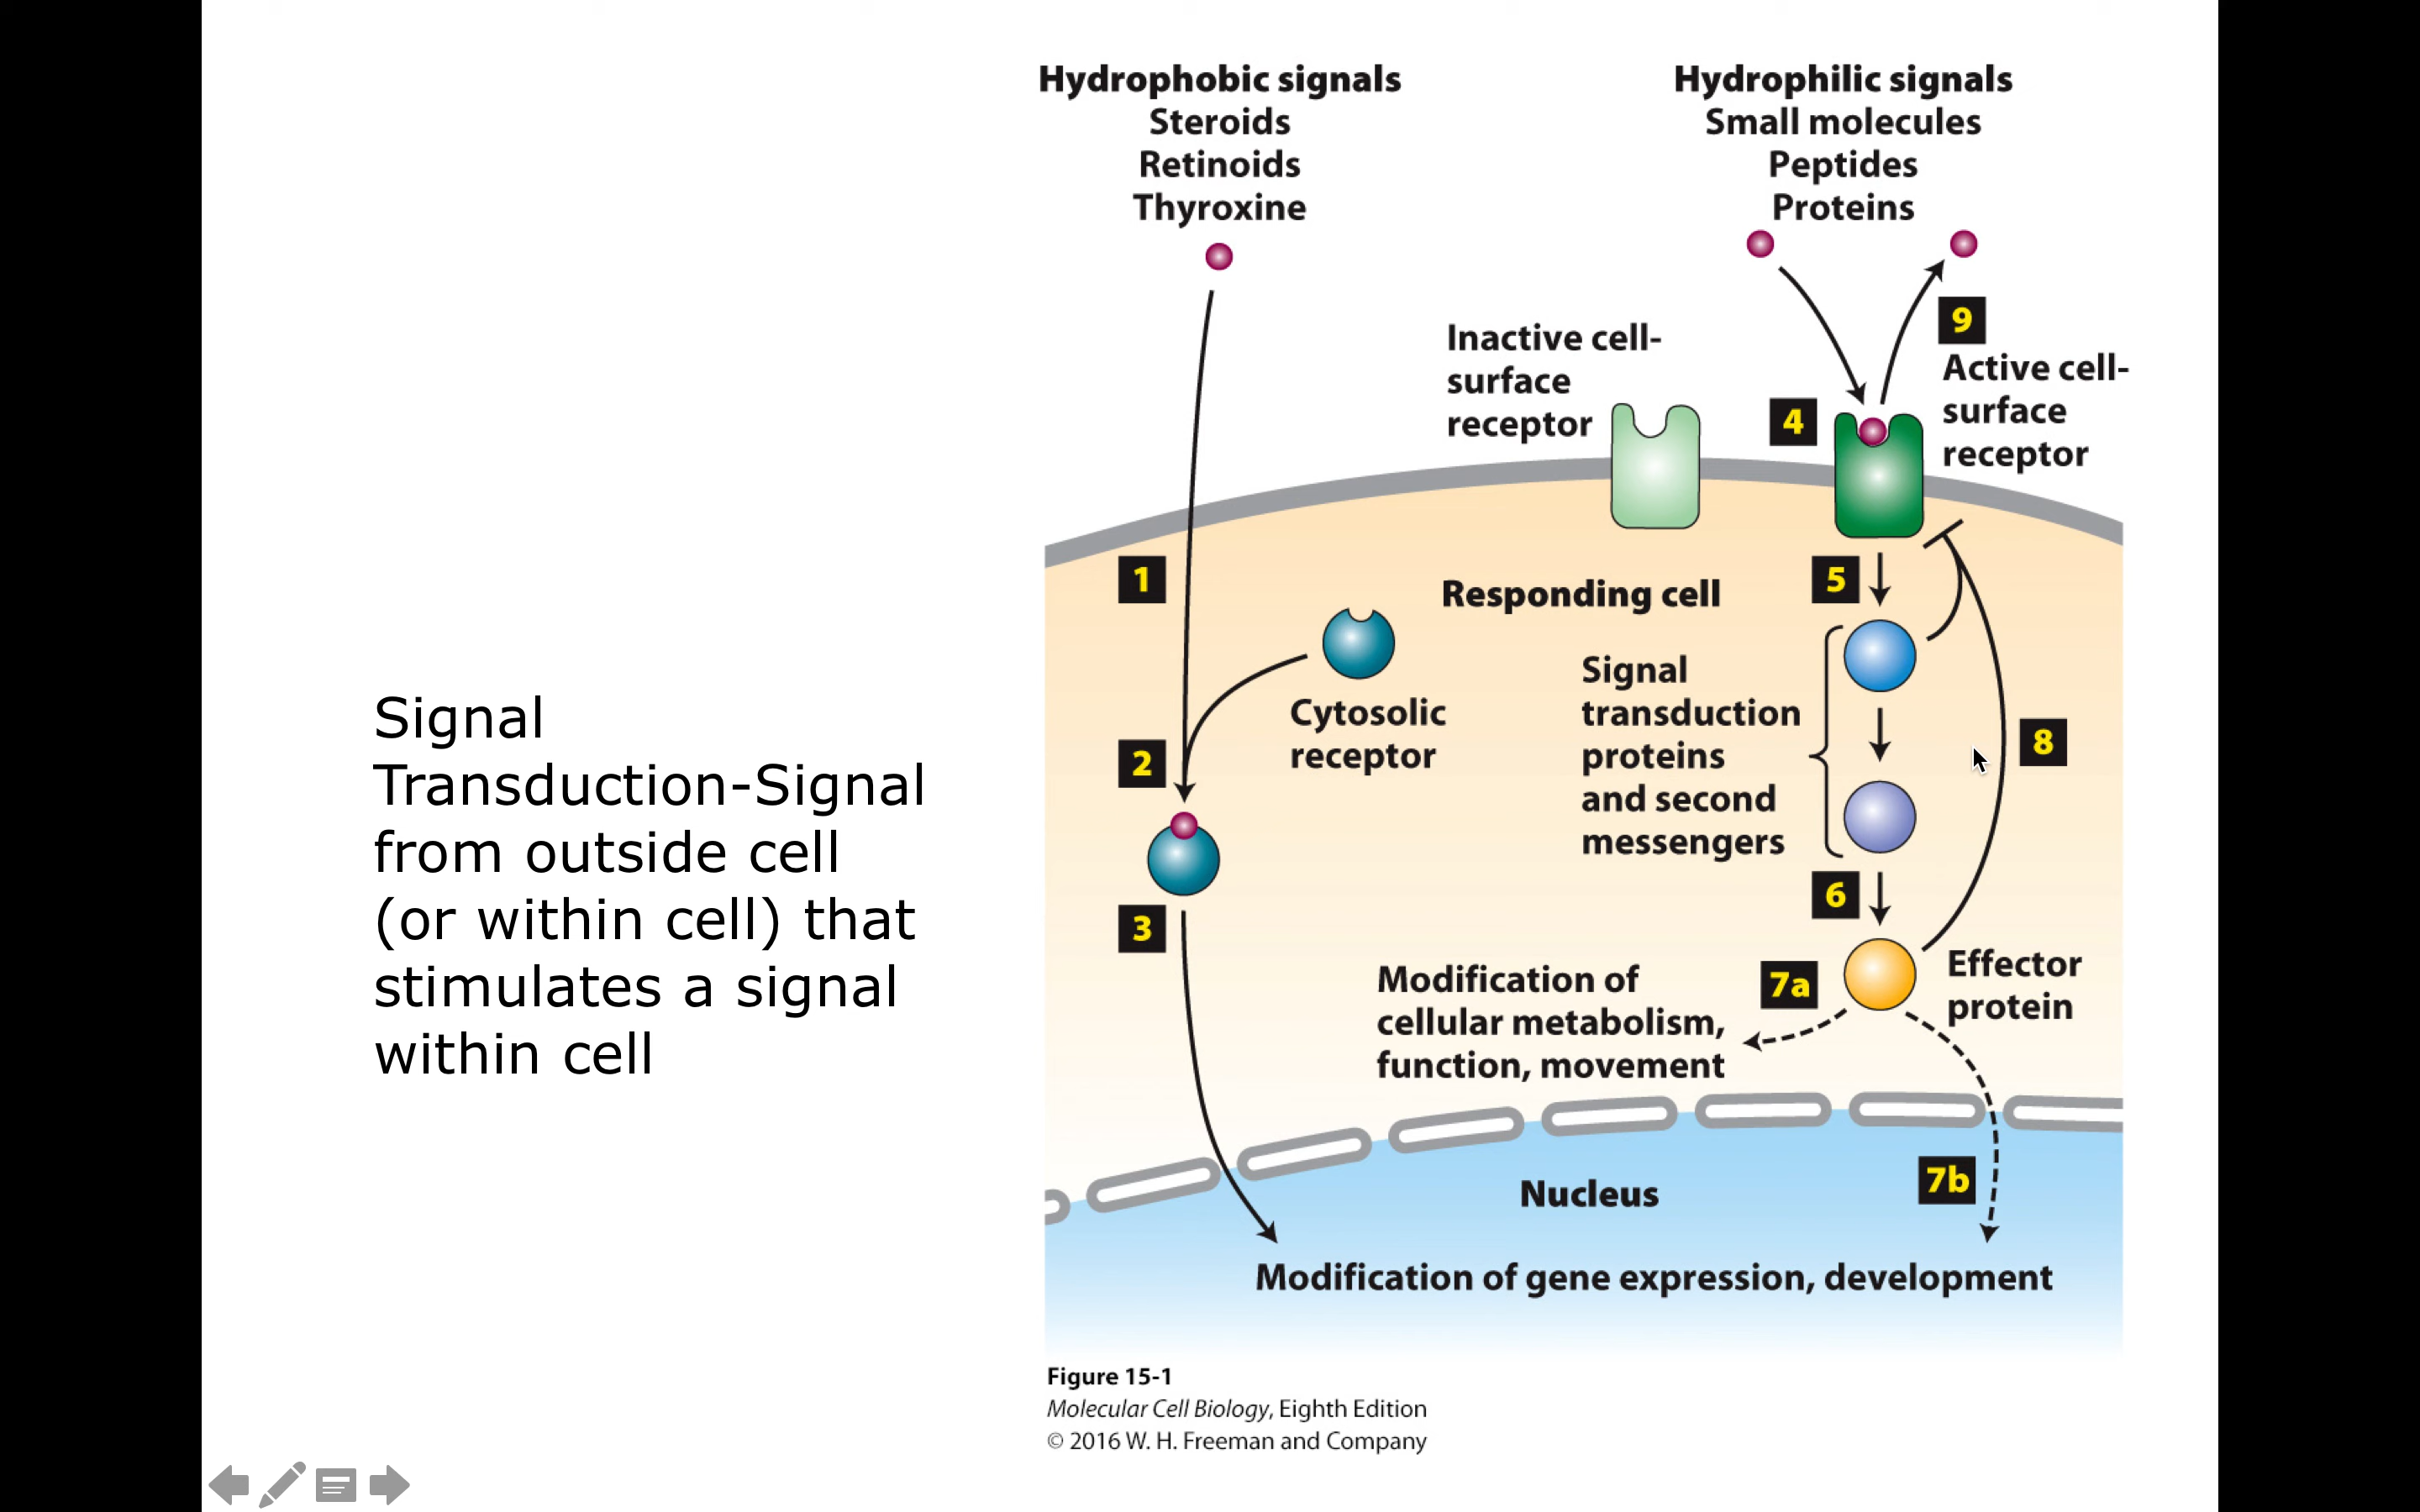 Signal
Transduction-Signal
from outside cell
(or within cell) that
stimulates a signal
within cell
Hydrophobic signals
Steroids
Retinoids
Thyroxine
Hydrophilic signals
Small molecules
Peptides
Proteins
9
Inactive cell-
surface
receptor
4
Active cell-
surface
receptor
1
Responding cell
5
Cytosolic
receptor
2
Signal
transduction
proteins
and second
messengers
8
3
6
Modification of
cellular metabolism,
function, movement
7a
Effector
protein
Nucleus
7b
Modification of gene expression, development
Figure 15-1
Molecular Cell Biology, Eighth Edition
© 2016 W. H. Freeman and Company